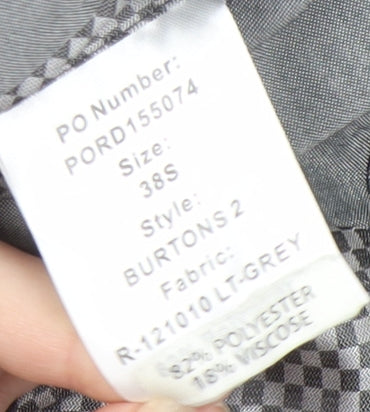 PO Number:
PORD155074
Size:
38S
Style:
BURTONS 2
Fabric:
R-121010 LT-GREY
82% POLYESTER
18% VISCOSE